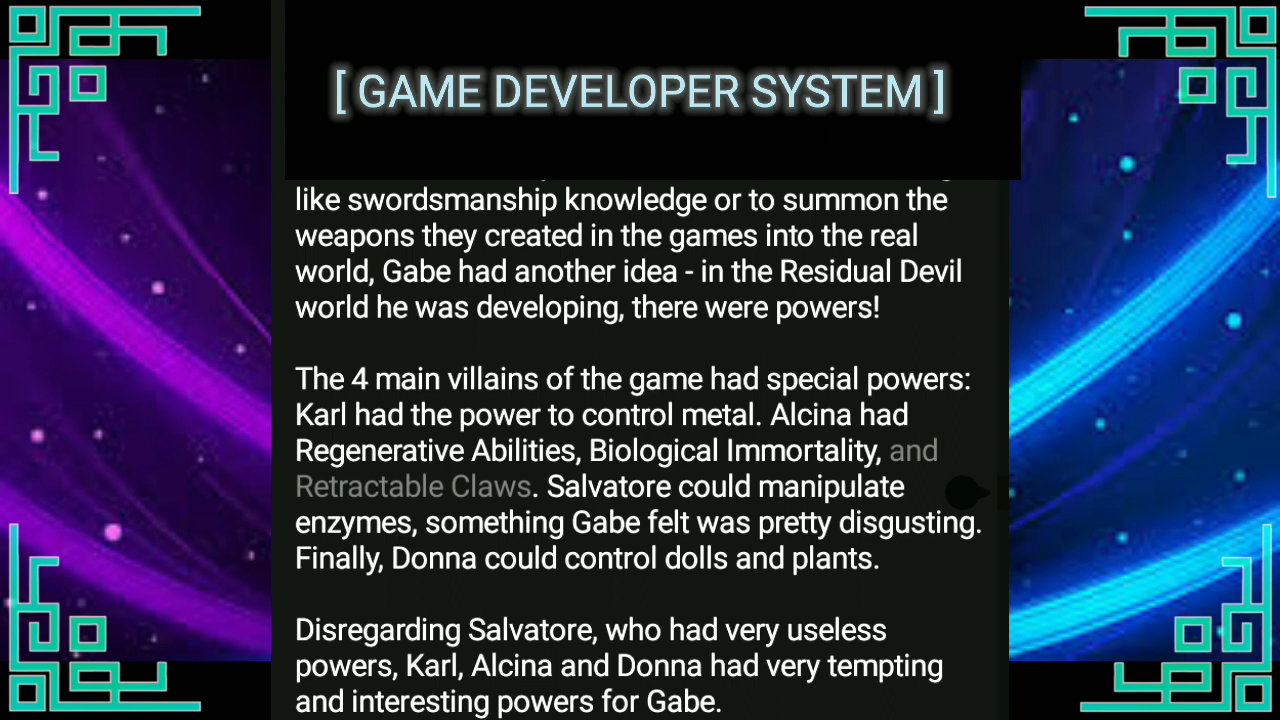 [ GAME DEVELOPER SYSTEM ]
like swordsmanship knowledge or to summon the
weapons they created in the games into the real
world, Gabe had another idea - in the Residual Devil
world he was developing, there were powers!
The 4 main villains of the game had special powers:
Karl had the power to control metal. Alcina had
Regenerative Abilities, Biological Immortality, and
Retractable Claws. Salvatore could manipulate
enzymes, something Gabe felt was pretty disgusting.
Finally, Donna could control dolls and plants.
Disregarding Salvatore, who had very useless
powers, Karl, Alcina and Donna had very tempting
and interesting powers for Gabe.